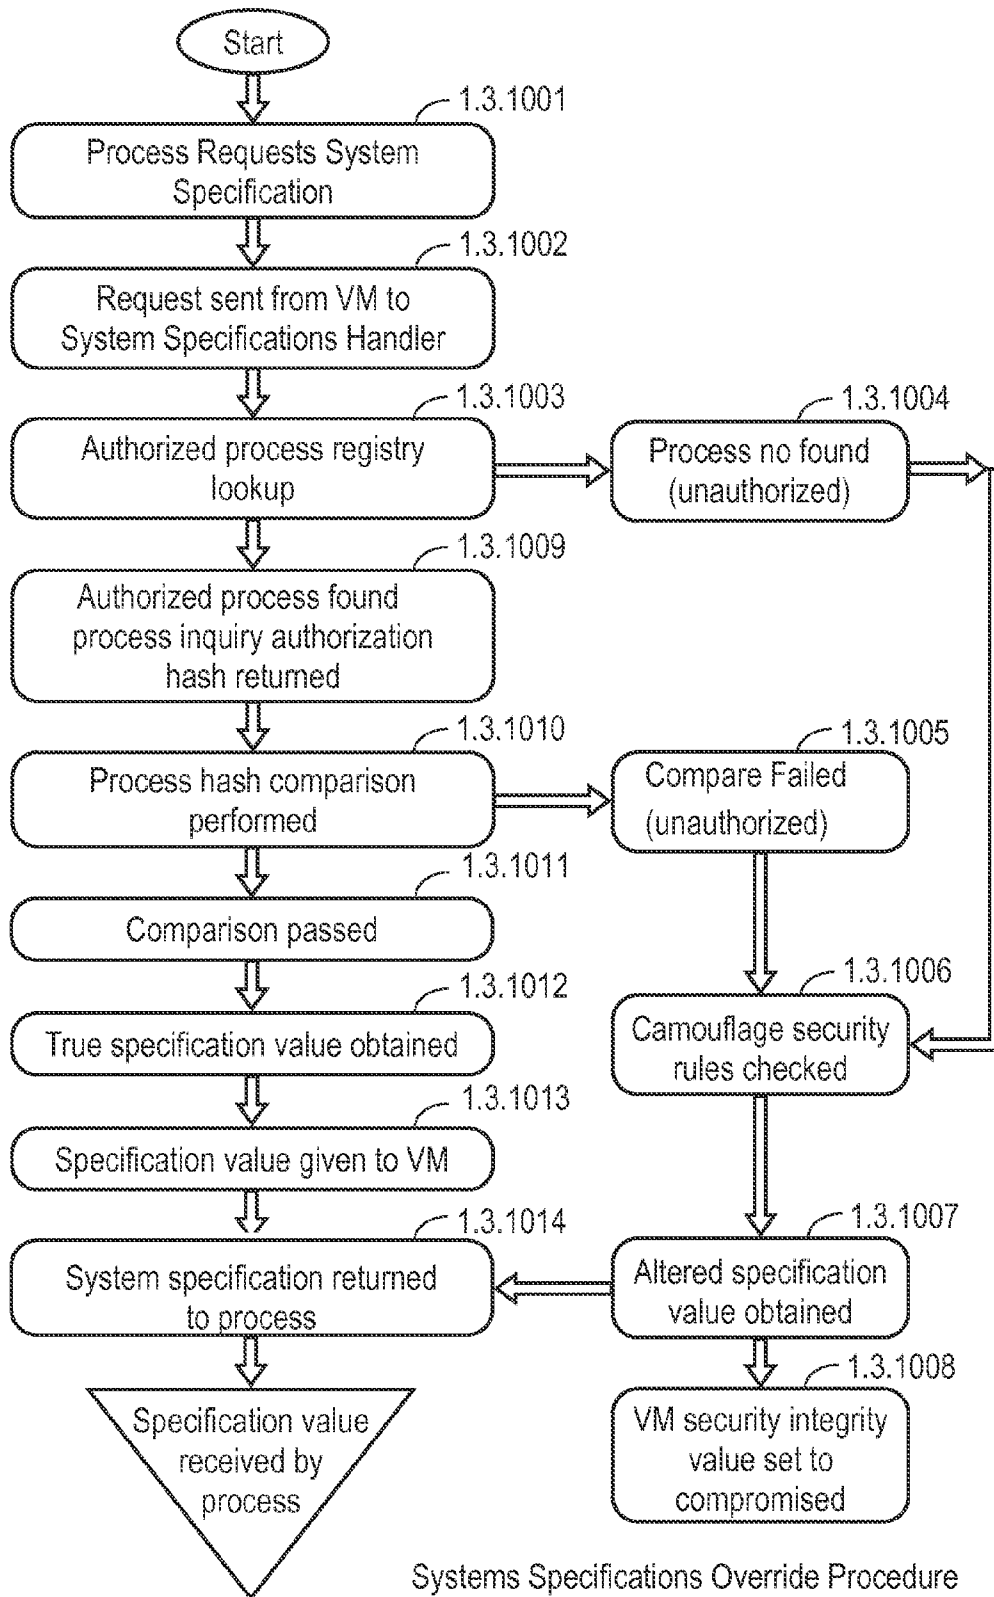 Start
1.3.1001
Process Requests System
Specification
1.3.1002
Request sent from VM to
System Specifications Handler
1.3.1003
Authorized process registry
lookup
1.3.1004
Process no found
(unauthorized)
1.3.1009
Authorized process found
process inquiry authorization
hash returned
1.3.1010
Process hash comparison
performed
1.3.1005
Compare Failed
(unauthorized)
1.3.1011
Comparison passed
1.3.1012
True specification value obtained
1.3.1006
Camouflage security
rules checked
1.3.1013
Specification value given to VM
1.3.1014
System specification returned
to process
1.3.1007
Altered specification
value obtained
1.3.1008
VM security integrity
value set to
compromised
Specification value
received by
process
Systems Specifications Override Procedure